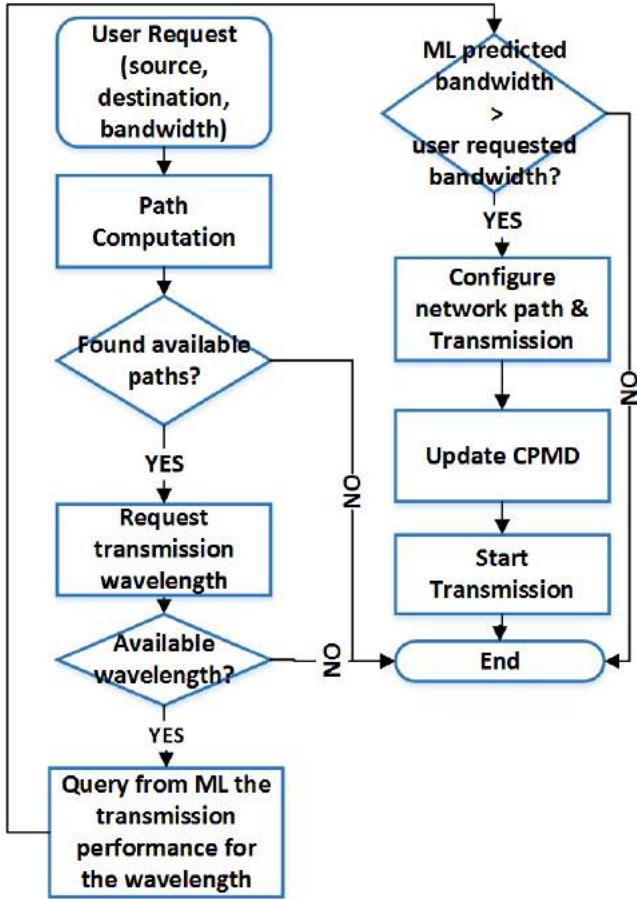 User Request
(source,
destination,
bandwidth)
Path
Computation
Found available
paths?
YES
NO
Request
transmission
wavelength
Available
wavelength?
NO
YES
Query from ML the
transmission
performance for
the wavelength
ML predicted
bandwidth
>
user requested
bandwidth?
YES
NO
Configure
network path &
Transmission
Update CPMD
Start
Transmission
End